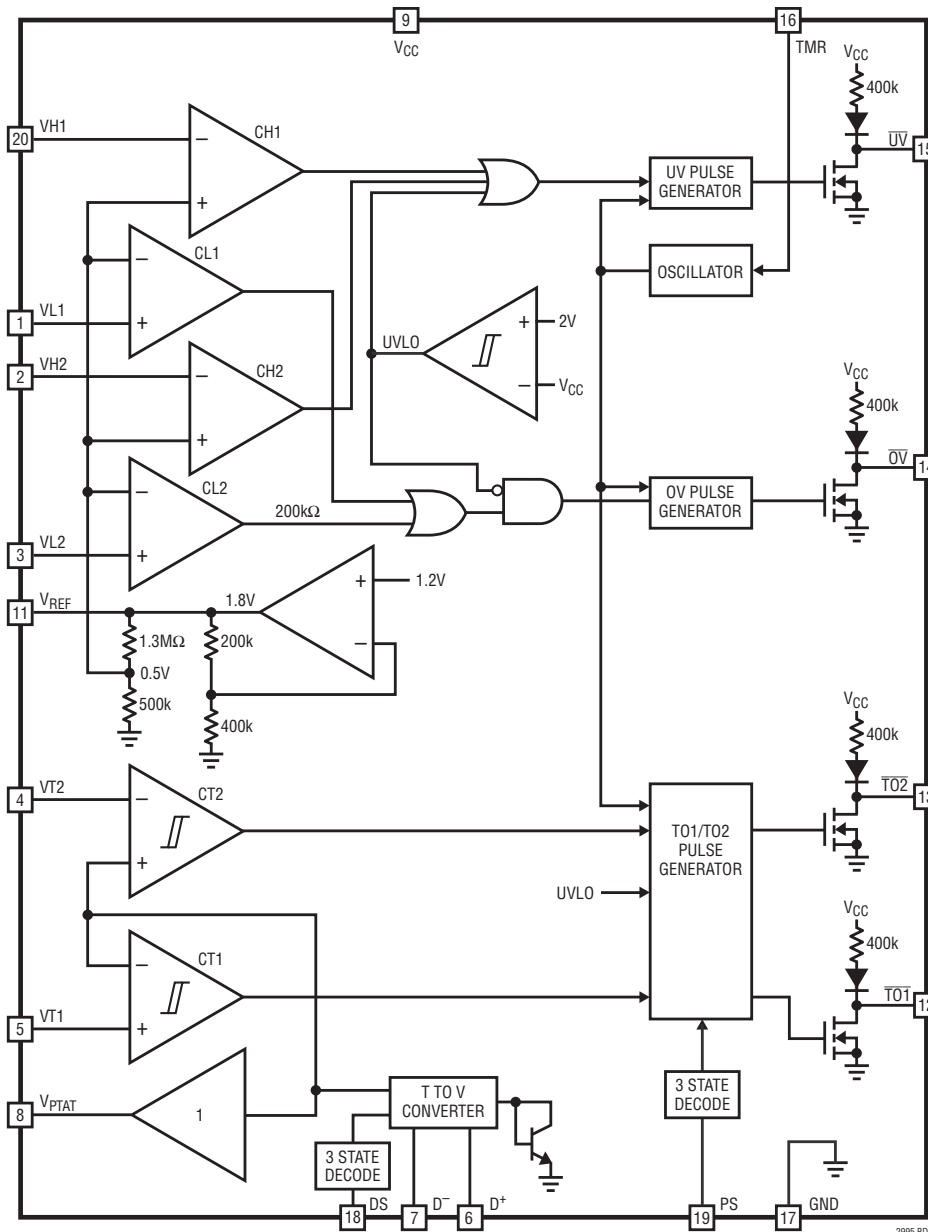 9
16
VCC
TMR
VCC
400k
20
VH1
CH1
−
+
UV PULSE
GENERATOR
UV
15
CL1
−
+
OSCILLATOR
1
VL1
2
VH2
CH2
−
+
UVLO
+
2V
−
VCC
VCC
400k
OV
14
CL2
−
+
200kΩ
OV PULSE
GENERATOR
3
VL2
11
VREF
1.8V
+
1.2V
−
1.3MΩ
200k
0.5V
500k
400k
VCC
400k
4
VT2
CT2
−
+
TO2
13
TO1/TO2
PULSE
GENERATOR
UVLO
VCC
400k
5
VT1
CT1
−
+
TO1
12
8
VPTAT
1
T TO V
CONVERTER
3 STATE
DECODE
3 STATE
DECODE
18
DS
7
D−
6
D+
19
PS
17
GND
2995 BD